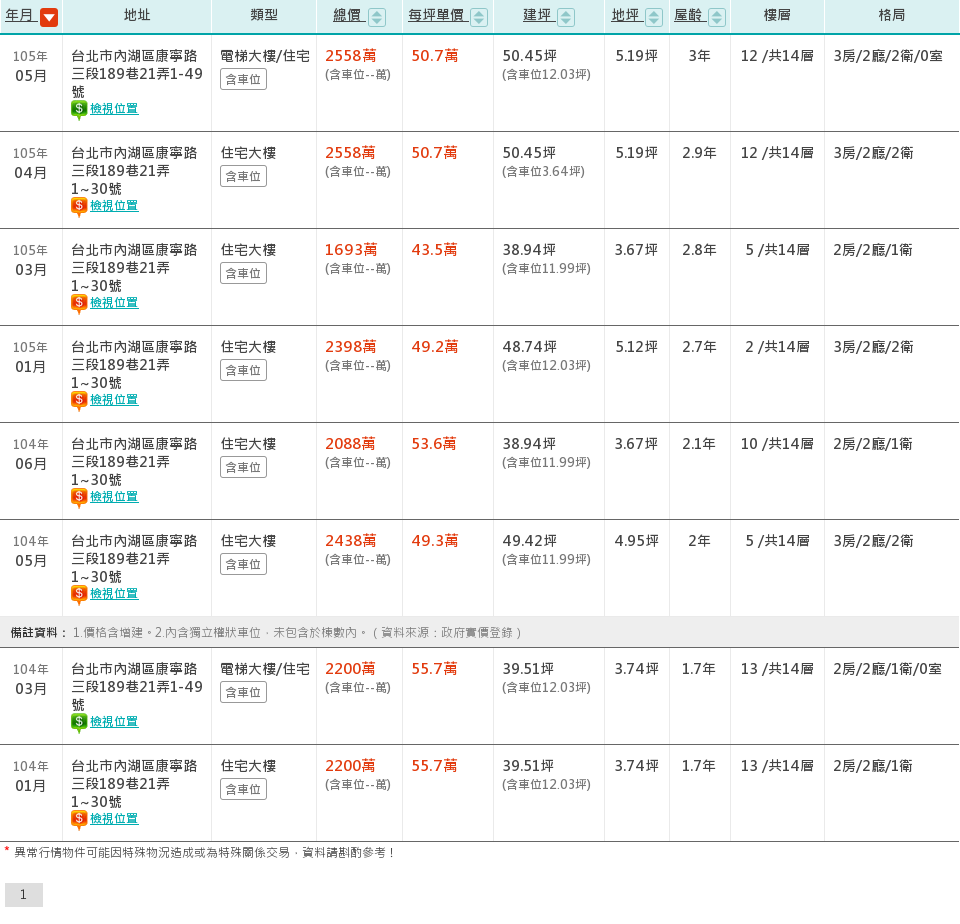 年月 地址 類型 總價 每坪單價 建坪 地坪 屋齡 樓層 格局
105年 台北市內湖區康寧路 電梯大樓/住宅 2558萬 50.7萬 50.45坪 5.19坪 3年 12 /共14層 3房/2廳/2衛/0室
05月 三段189巷21弄1-49 含車位 (含車位--萬) (含車位12.03坪)
號
$ 檢視位置
105年 台北市內湖區康寧路 住宅大樓 2558萬 50.7萬 50.45坪 5.19坪 2.9年 12 /共14層 3房/2廳/2衛
04月 三段189巷21弄 含車位 (含車位--萬) (含車位3.64坪)
1~30號
$ 檢視位置
105年 台北市內湖區康寧路 住宅大樓 1693萬 43.5萬 38.94坪 3.67坪 2.8年 5 /共14層 2房/2廳/1衛
03月 三段189巷21弄 含車位 (含車位--萬) (含車位11.99坪)
1~30號
$ 檢視位置
105年 台北市內湖區康寧路 住宅大樓 2398萬 49.2萬 48.74坪 5.12坪 2.7年 2 /共14層 3房/2廳/2衛
01月 三段189巷21弄 含車位 (含車位--萬) (含車位12.03坪)
1~30號
$ 檢視位置
104年 台北市內湖區康寧路 住宅大樓 2088萬 53.6萬 38.94坪 3.67坪 2.1年 10 /共14層 2房/2廳/1衛
06月 三段189巷21弄 含車位 (含車位--萬) (含車位11.99坪)
1~30號
$ 檢視位置
104年 台北市內湖區康寧路 住宅大樓 2438萬 49.3萬 49.42坪 4.95坪 2年 5 /共14層 3房/2廳/2衛
05月 三段189巷21弄 含車位 (含車位--萬) (含車位11.99坪)
1~30號
$ 檢視位置
備註資料： 1.價格含增建。2.內含獨立權狀車位，未包含於棟數內。（資料來源：政府實價登錄）
104年 台北市內湖區康寧路 電梯大樓/住宅 2200萬 55.7萬 39.51坪 3.74坪 1.7年 13 /共14層 2房/2廳/1衛/0室
03月 三段189巷21弄1-49 含車位 (含車位--萬) (含車位12.03坪)
號
$ 檢視位置
104年 台北市內湖區康寧路 住宅大樓 2200萬 55.7萬 39.51坪 3.74坪 1.7年 13 /共14層 2房/2廳/1衛
01月 三段189巷21弄 含車位 (含車位--萬) (含車位12.03坪)
1~30號
$ 檢視位置
* 異常行情物件可能因特殊物況造成或為特殊關係交易，資料請斟酌參考！
1